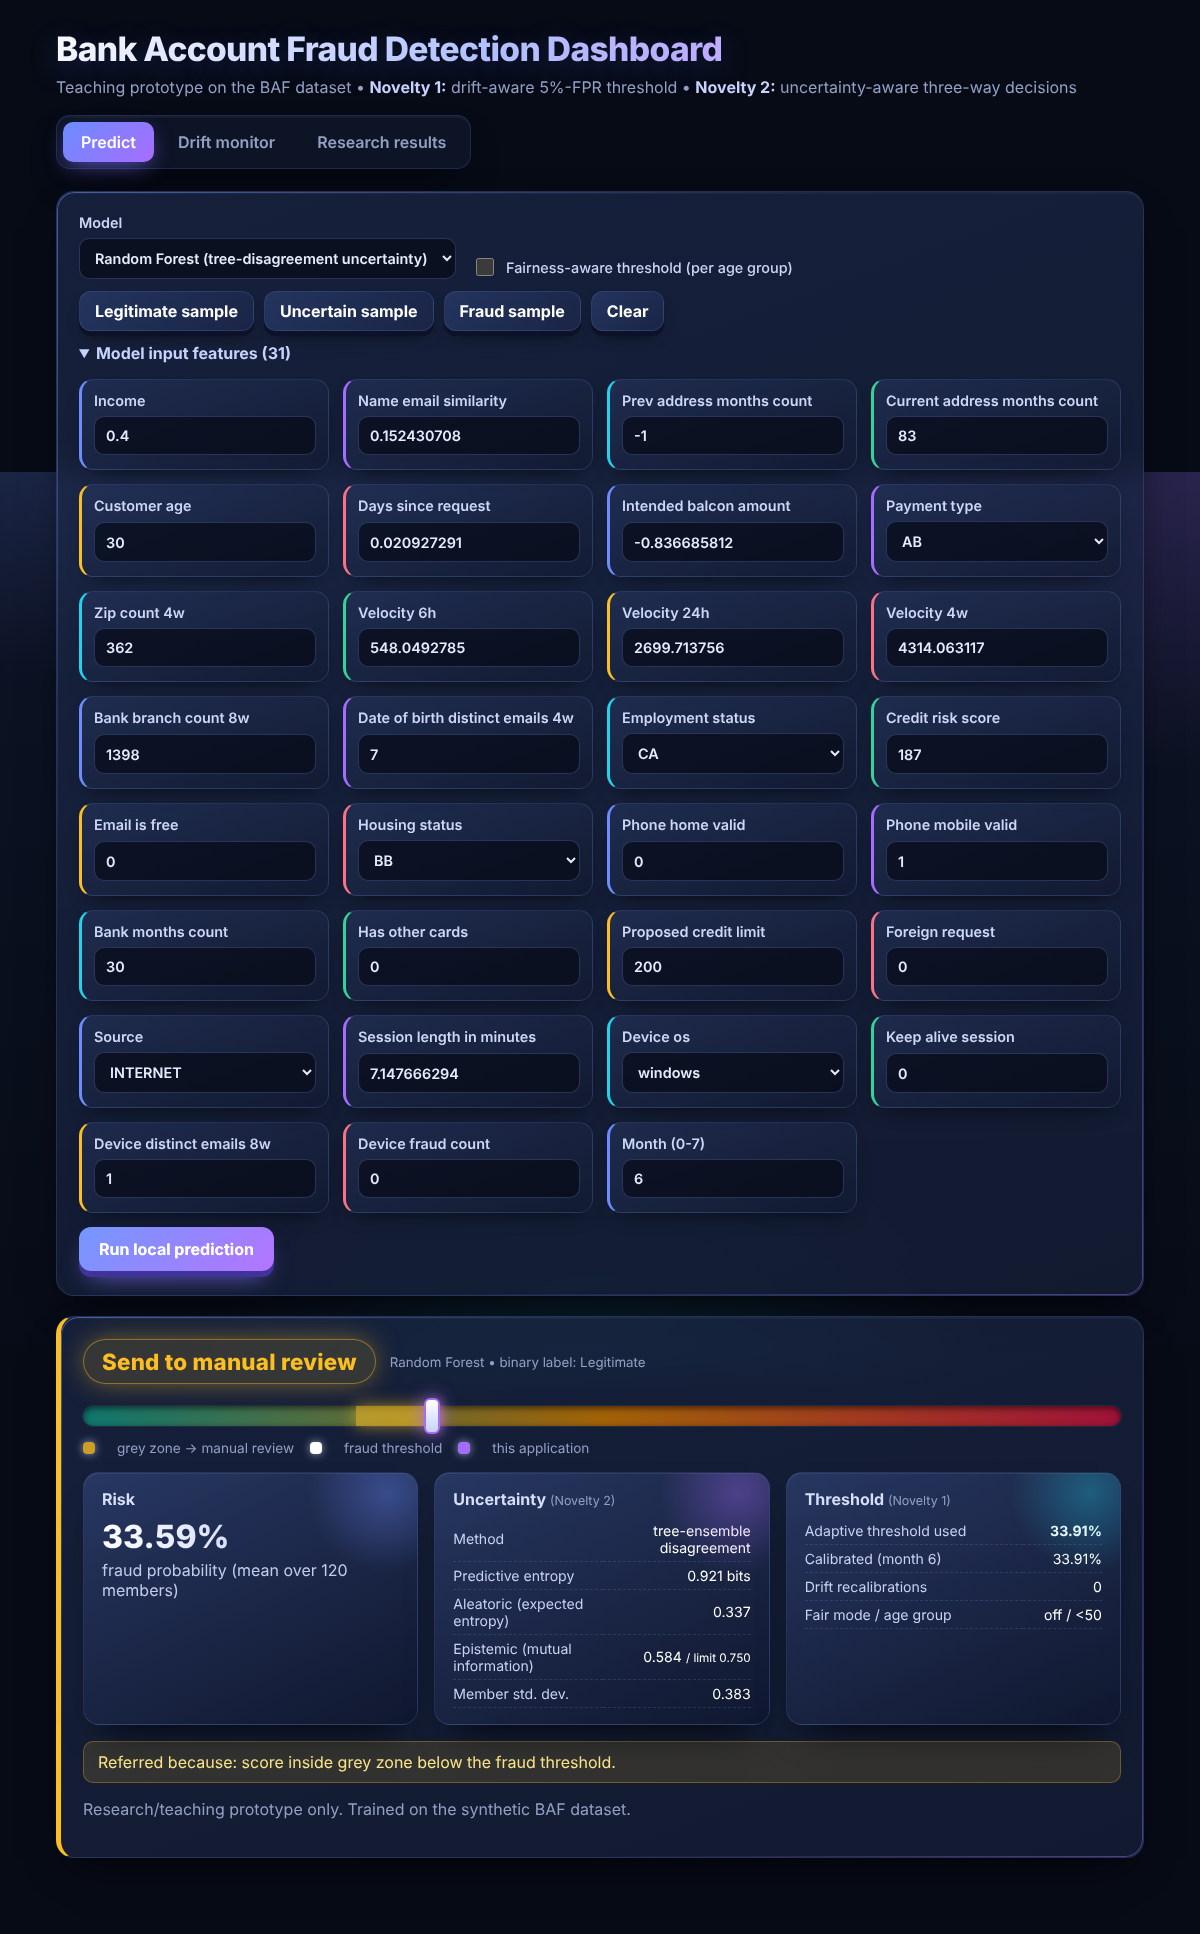 Bank Account Fraud Detection Dashboard
Teaching prototype on the BAF dataset • Novelty 1: drift-aware 5%-FPR threshold • Novelty 2: uncertainty-aware three-way decisions
Predict Drift monitor Research results
Model
Random Forest (tree-disagreement uncertainty)
Fairness-aware threshold (per age group)
Legitimate sample Uncertain sample Fraud sample Clear
▼ Model input features (31)
Income Name email similarity Prev address months count Current address months count
0.4 0.152430708 -1 83
Customer age Days since request Intended balcon amount Payment type
30 0.020927291 -0.836685812 AB
Zip count 4w Velocity 6h Velocity 24h Velocity 4w
362 548.0492785 2699.713756 4314.063117
Bank branch count 8w Date of birth distinct emails 4w Employment status Credit risk score
1398 7 CA 187
Email is free Housing status Phone home valid Phone mobile valid
0 BB 0 1
Bank months count Has other cards Proposed credit limit Foreign request
30 0 200 0
Source Session length in minutes Device os Keep alive session
INTERNET 7.147666294 windows 0
Device distinct emails 8w Device fraud count Month (0-7)
1 0 6
Run local prediction
Send to manual review Random Forest • binary label: Legitimate
grey zone → manual review fraud threshold this application
Risk
33.59%
fraud probability (mean over 120
members)
Uncertainty (Novelty 2)
Method tree-ensemble
disagreement
Predictive entropy 0.921 bits
Aleatoric (expected
entropy) 0.337
Epistemic (mutual
information) 0.584 / limit 0.750
Member std. dev. 0.383
Threshold (Novelty 1)
Adaptive threshold used 33.91%
Calibrated (month 6) 33.91%
Drift recalibrations 0
Fair mode / age group off / <50
Referred because: score inside grey zone below the fraud threshold.
Research/teaching prototype only. Trained on the synthetic BAF dataset.